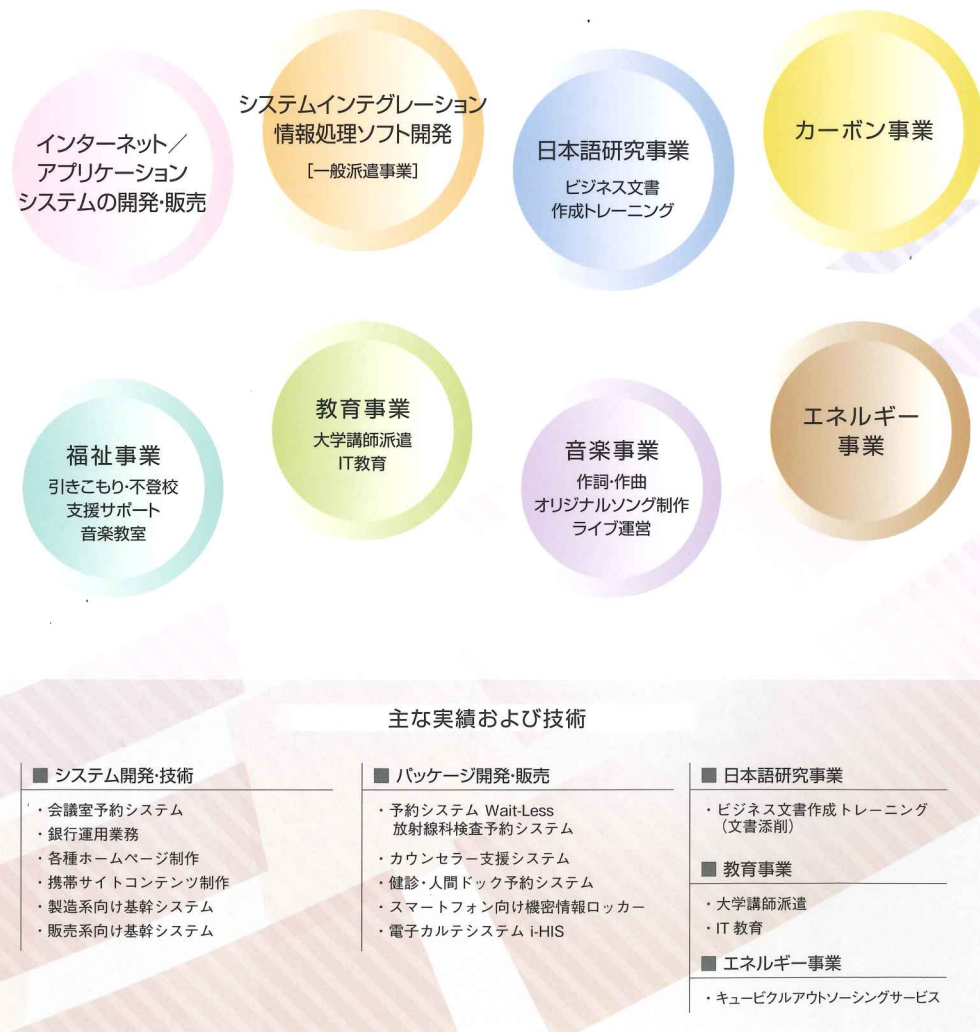 インターネット／
アプリケーション
システムの開発・販売
システムインテグレーション
情報処理ソフト開発
［一般派遣事業］
日本語研究事業
ビジネス文書
作成トレーニング
カーボン事業
福祉事業
引きこもり・不登校
支援サポート
音楽教室
教育事業
大学講師派遣
IT教育
音楽事業
作詞・作曲
オリジナルソング制作
ライブ運営
エネルギー
事業
主な実績および技術
■ システム開発・技術
・会議室予約システム
・銀行運用業務
・各種ホームページ制作
・携帯サイトコンテンツ制作
・製造系向け基幹システム
・販売系向け基幹システム
■ パッケージ開発・販売
・予約システム Wait-Less
放射線科検査予約システム
・カウンセラー支援システム
・健診・人間ドック予約システム
・スマートフォン向け機密情報ロッカー
・電子カルテシステム i-HIS
■ 日本語研究事業
・ビジネス文書作成トレーニング
（文書添削）
■ 教育事業
・大学講師派遣
・IT 教育
■ エネルギー事業
・キュービクルアウトソーシングサービス